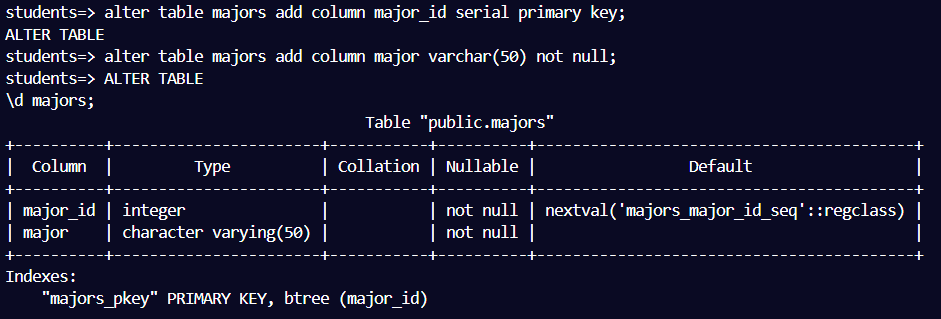 students=> alter table majors add column major_id serial primary key;
ALTER TABLE
students=> alter table majors add column major varchar(50) not null;
students=> ALTER TABLE
\d majors;
                                     Table "public.majors"
+----------+-----------------------+-----------+----------+------------------------------------------+
|  Column  |         Type          | Collation | Nullable |                 Default                  |
+----------+-----------------------+-----------+----------+------------------------------------------+
| major_id | integer               |           | not null | nextval('majors_major_id_seq'::regclass) |
| major    | character varying(50) |           | not null |                                          |
+----------+-----------------------+-----------+----------+------------------------------------------+
Indexes:
    "majors_pkey" PRIMARY KEY, btree (major_id)